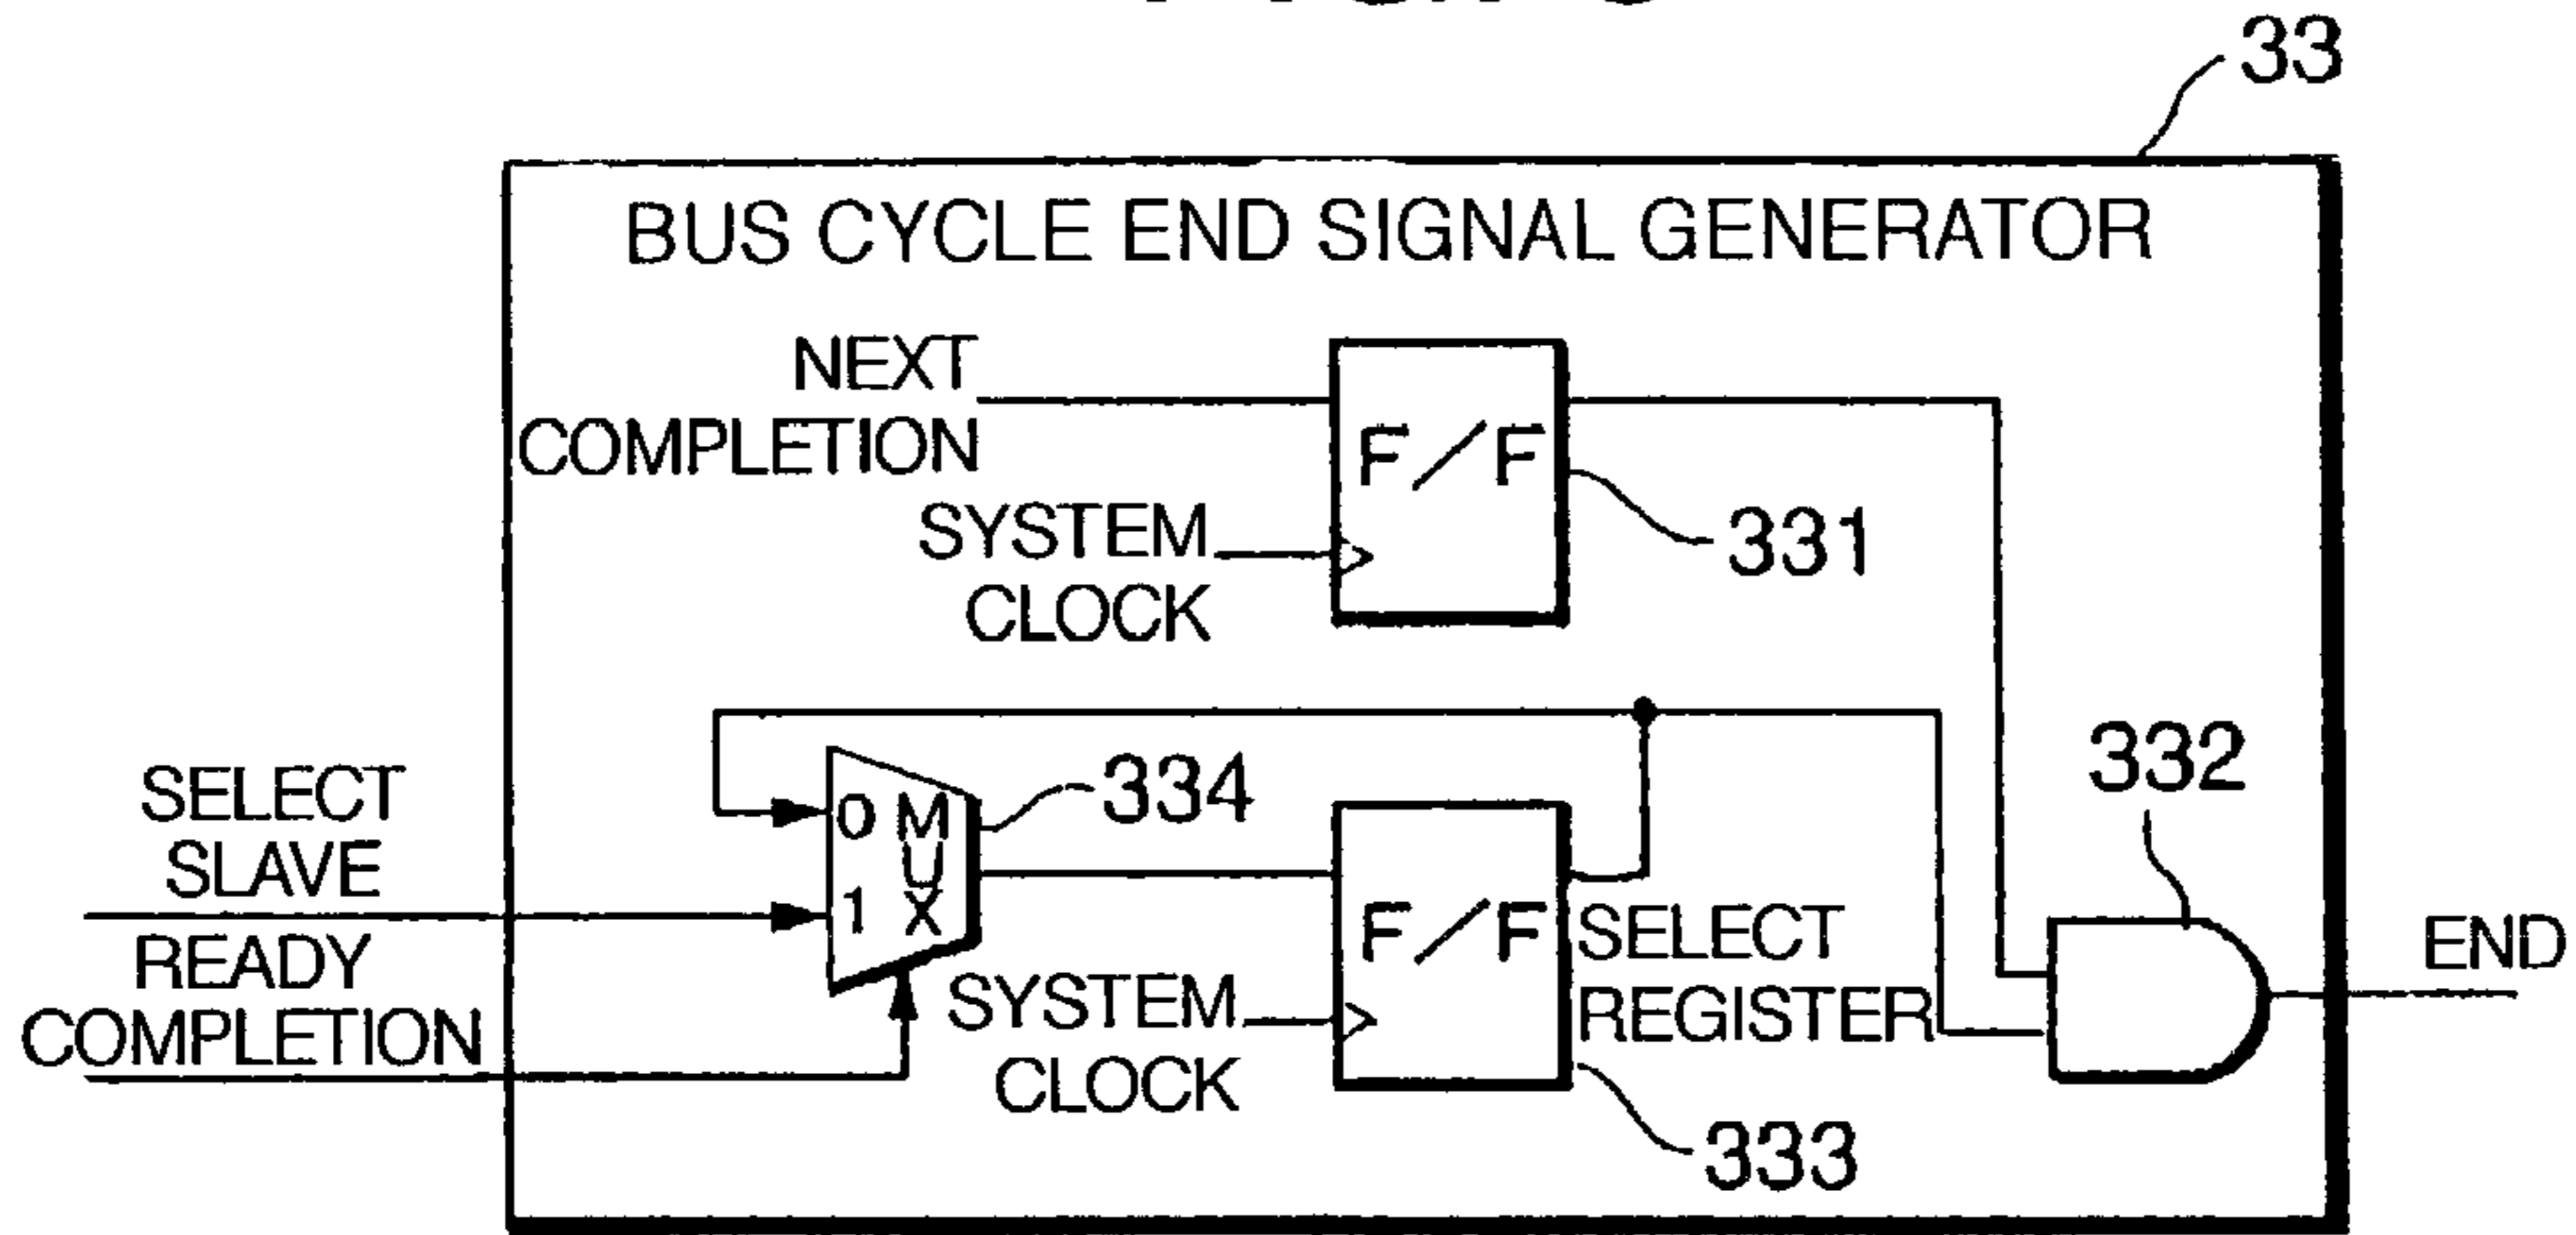 33
BUS CYCLE END SIGNAL GENERATOR
NEXT
COMPLETION
F/F
SYSTEM
CLOCK
331
SELECT
SLAVE
READY
COMPLETION
0
1
MUX
334
SYSTEM
CLOCK
F/F
SELECT
REGISTER
333
332
END